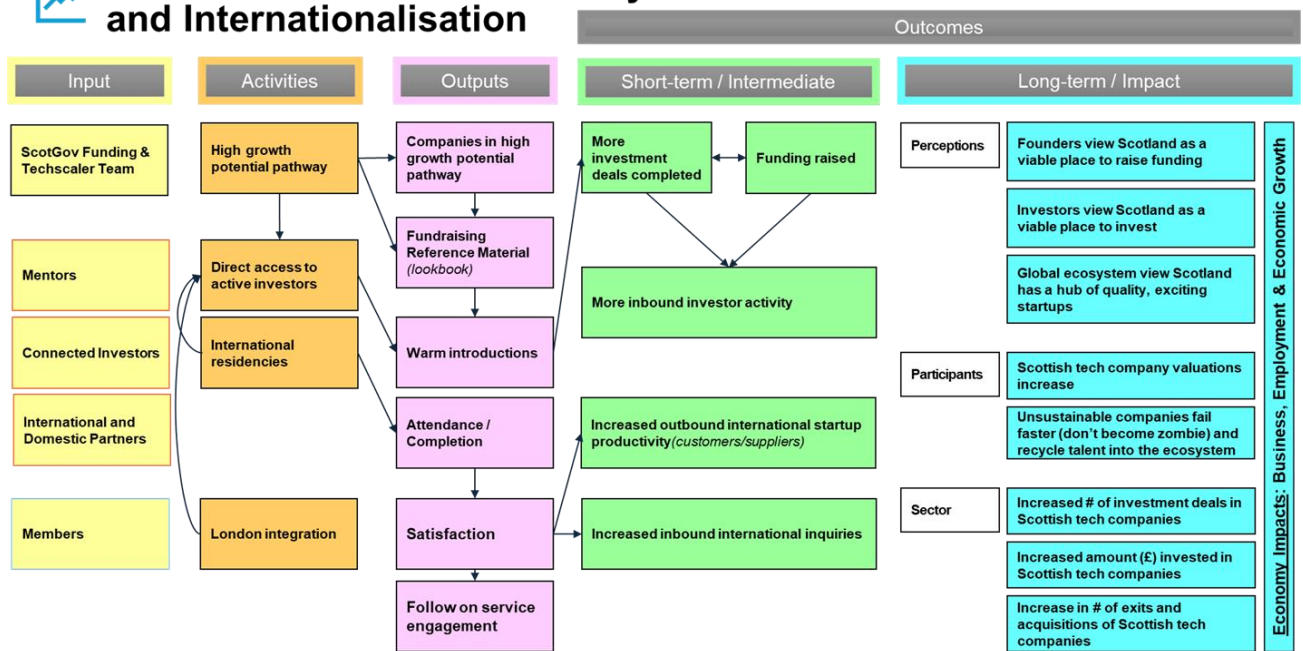 and Internationalisation
Outcomes
Input
Activities
Outputs
Short-term / Intermediate
Long-term / Impact
ScotGov Funding &
Techscaler Team
Mentors
Connected Investors
International and
Domestic Partners
Members
High growth
potential pathway
Direct access to
active investors
International
residencies
London integration
Companies in high
growth potential
pathway
Fundraising
Reference Material
(lookbook)
Warm introductions
Attendance /
Completion
Satisfaction
Follow on service
engagement
More
investment
deals completed
Funding raised
More inbound investor activity
Increased outbound international startup
productivity(customers/suppliers)
Increased inbound international inquiries
Perceptions
Founders view Scotland as a
viable place to raise funding
Investors view Scotland as a
viable place to invest
Global ecosystem view Scotland
has a hub of quality, exciting
startups
Participants
Scottish tech company valuations
increase
Unsustainable companies fail
faster (don't become zombie) and
recycle talent into the ecosystem
Sector
Increased # of investment deals in
Scottish tech companies
Increased amount (£) invested in
Scottish tech companies
Increase in # of exits and
acquisitions of Scottish tech
companies
Economy Impacts: Business, Employment & Economic Growth